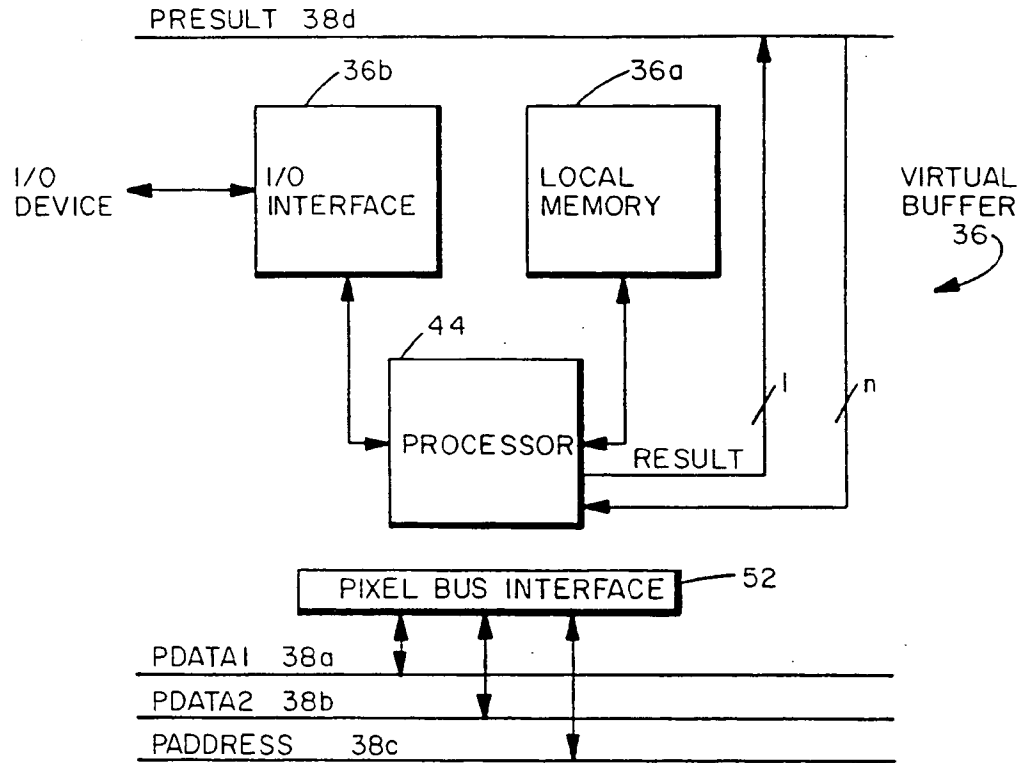 PRESULT 38d
36b
36a
I/O
DEVICE
I/O
INTERFACE
LOCAL
MEMORY
VIRTUAL
BUFFER
36
44
PROCESSOR
1
n
RESULT
PIXEL BUS INTERFACE
52
PDATA1 38a
PDATA2 38b
PADDRESS 38c